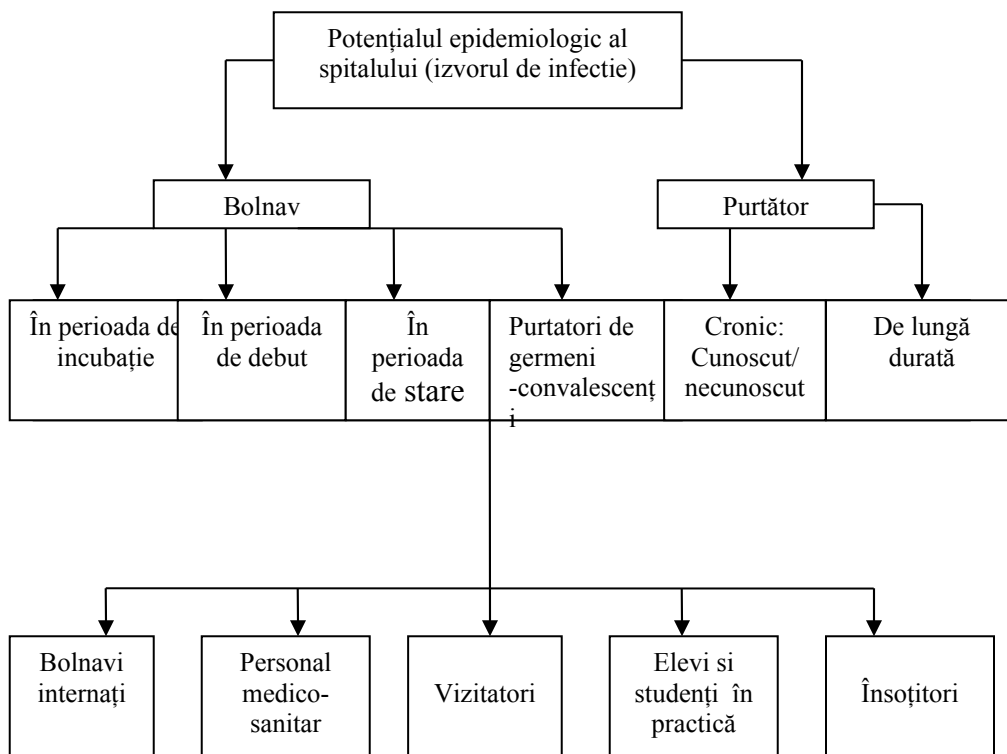 Potențialul epidemiologic al
spitalului (izvorul de infectie)
Bolnav
Purtător
În perioada de
incubație
În perioada
de debut
În
perioada
de stare
Purtatori de
germeni
-convalescenț
i
Cronic:
Cunoscut/
necunoscut
De lungă
durată
Bolnavi
internați
Personal
medico-
sanitar
Vizitatori
Elevi si
studenți în
practică
Însoțitori